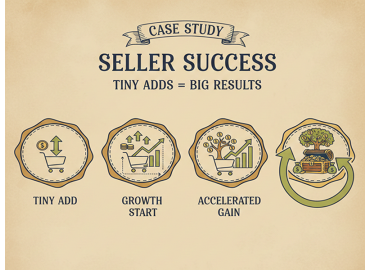 CASE STUDY
SELLER SUCCESS
TINY ADDS = BIG RESULTS
TINY ADD
GROWTH
START
ACCELERATED
GAIN